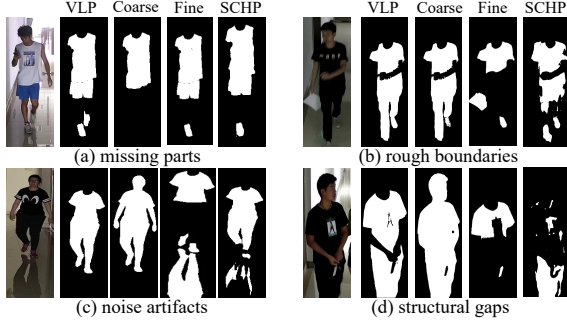 VLP Coarse Fine SCHP VLP Coarse Fine SCHP
(a) missing parts (b) rough boundaries
(c) noise artifacts (d) structural gaps